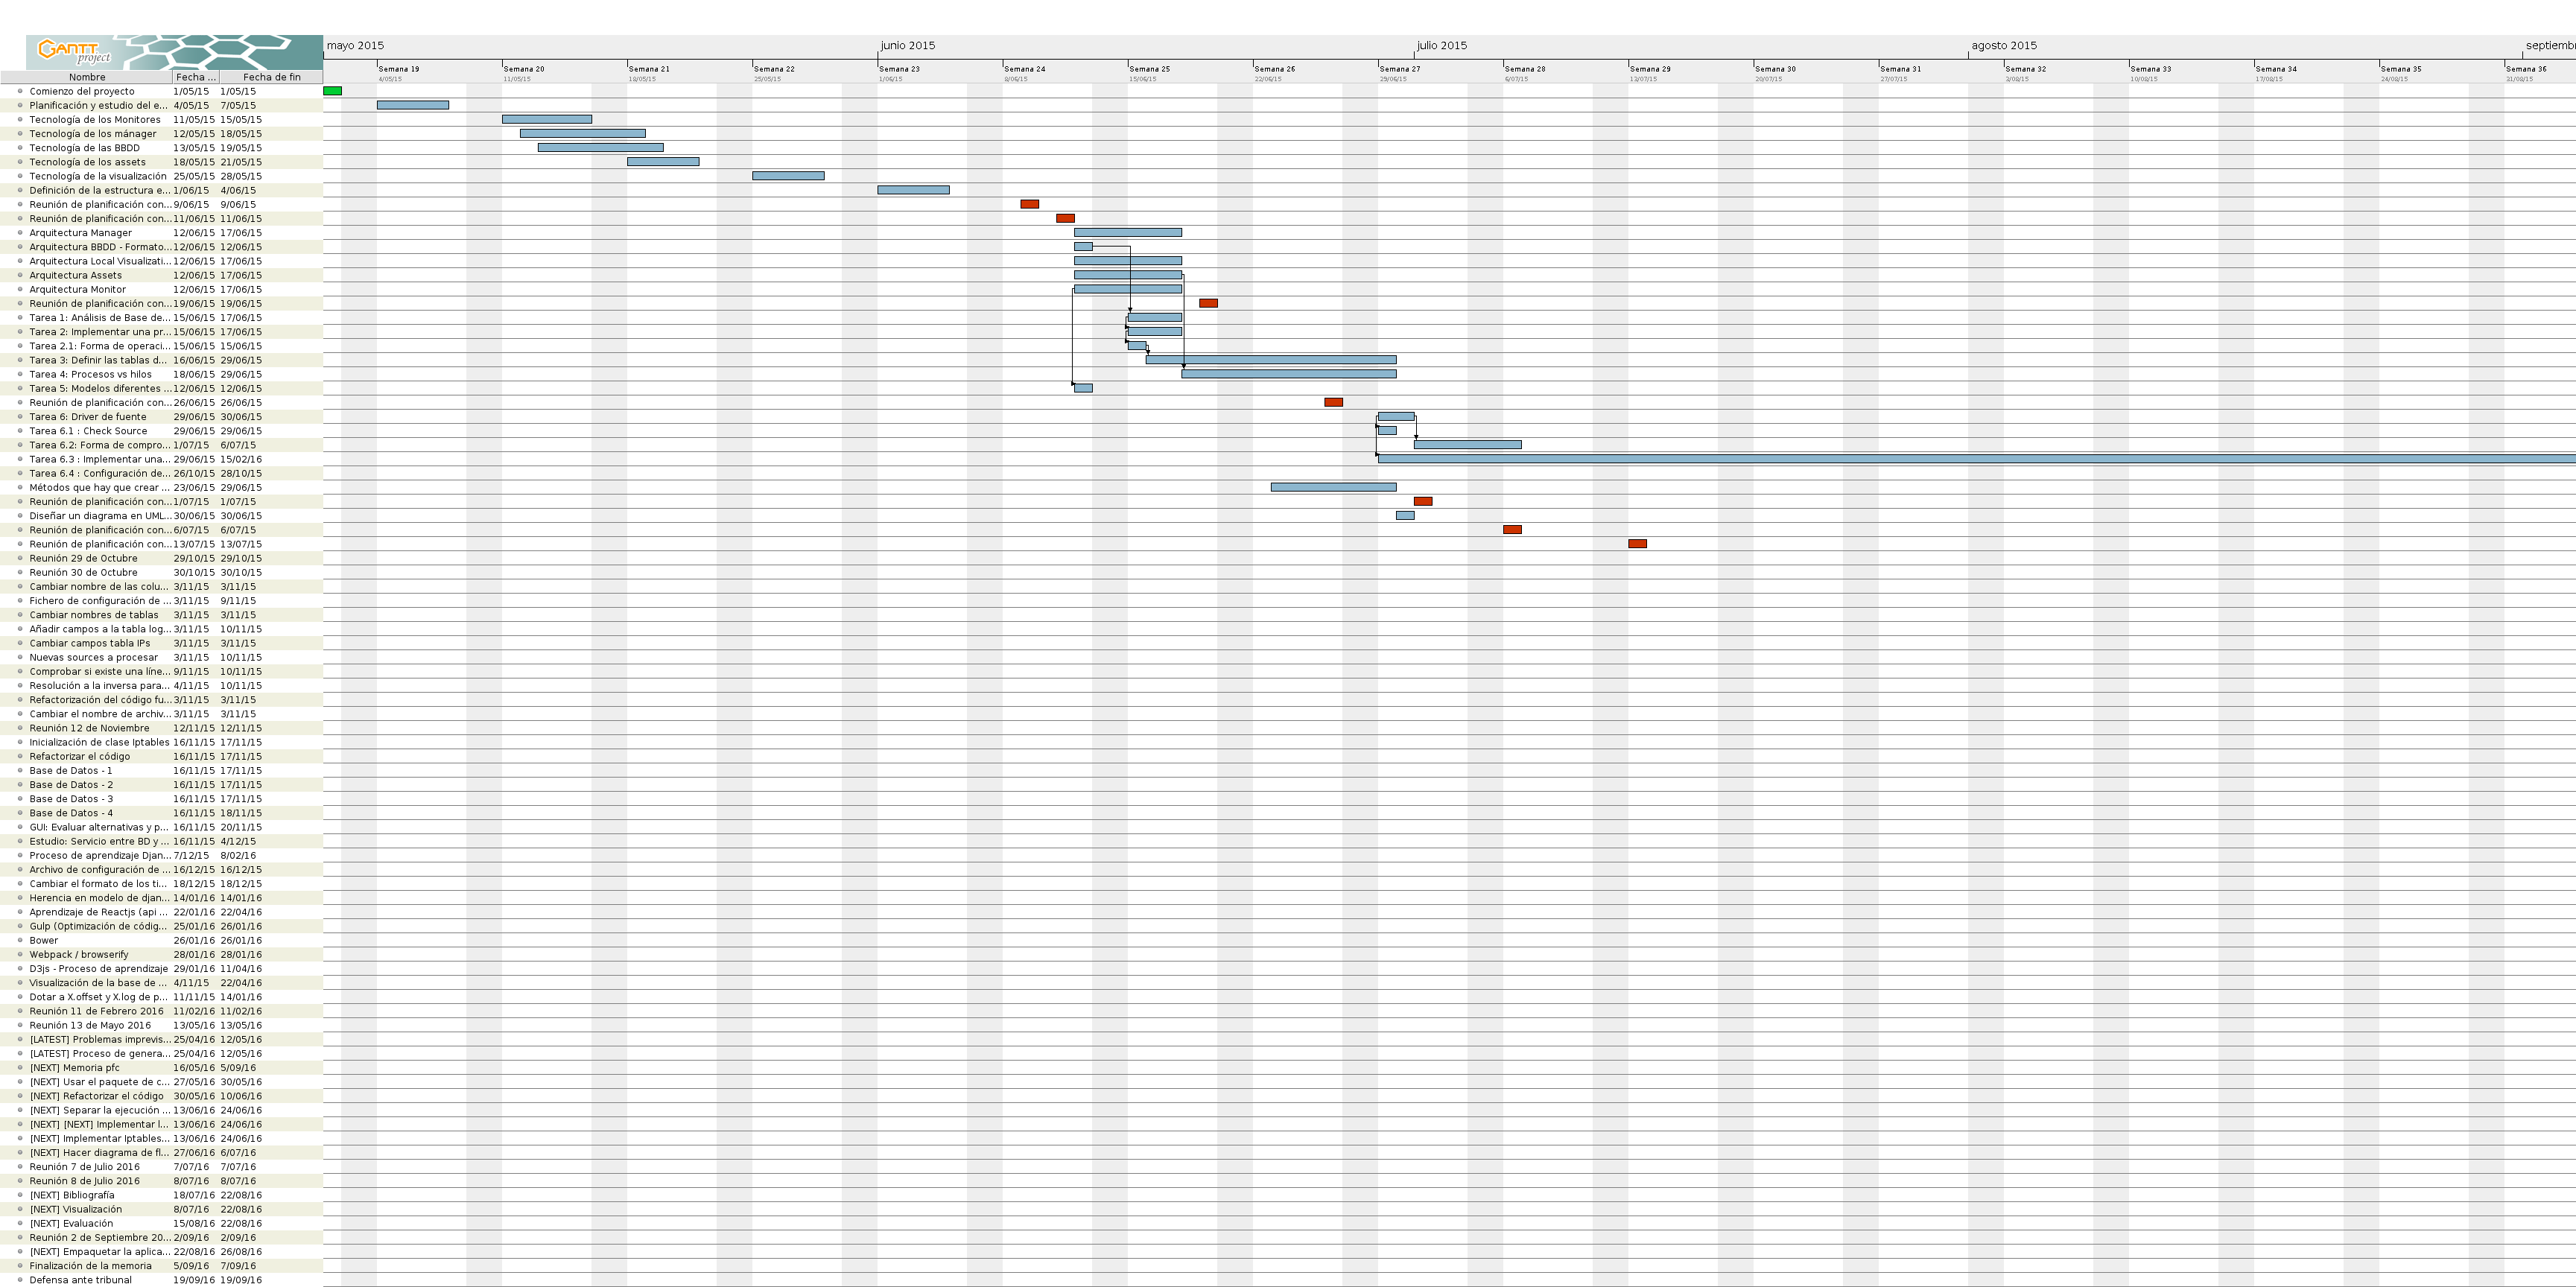 GANTT
project
mayo 2015 junio 2015 julio 2015 agosto 2015 septiembr
Semana 19 Semana 20 Semana 21 Semana 22 Semana 23 Semana 24 Semana 25 Semana 26 Semana 27 Semana 28 Semana 29 Semana 30 Semana 31 Semana 32 Semana 33 Semana 34 Semana 35 Semana 36
Nombre Fecha ... Fecha de fin
4/05/15 11/05/15 18/05/15 25/05/15 1/06/15 8/06/15 15/06/15 22/06/15 29/06/15 6/07/15 13/07/15 20/07/15 27/07/15 3/08/15 10/08/15 17/08/15 24/08/15 31/08/15
Comienzo del proyecto 1/05/15 1/05/15
Planificación y estudio del e... 4/05/15 7/05/15
Tecnología de los Monitores 11/05/15 15/05/15
Tecnología de los mánager 12/05/15 18/05/15
Tecnología de las BBDD 13/05/15 19/05/15
Tecnología de los assets 18/05/15 21/05/15
Tecnología de la visualización 25/05/15 28/05/15
Definición de la estructura e... 1/06/15 4/06/15
Reunión de planificación con... 9/06/15 9/06/15
Reunión de planificación con... 11/06/15 11/06/15
Arquitectura Manager 12/06/15 17/06/15
Arquitectura BBDD - Formato... 12/06/15 12/06/15
Arquitectura Local Visualizati... 12/06/15 17/06/15
Arquitectura Assets 12/06/15 17/06/15
Arquitectura Monitor 12/06/15 17/06/15
Reunión de planificación con... 19/06/15 19/06/15
Tarea 1: Análisis de Base de... 15/06/15 17/06/15
Tarea 2: Implementar una pr... 15/06/15 17/06/15
Tarea 2.1: Forma de operaci... 15/06/15 15/06/15
Tarea 3: Definir las tablas d... 16/06/15 29/06/15
Tarea 4: Procesos vs hilos 18/06/15 29/06/15
Tarea 5: Modelos diferentes ... 12/06/15 12/06/15
Reunión de planificación con... 26/06/15 26/06/15
Tarea 6: Driver de fuente 29/06/15 30/06/15
Tarea 6.1 : Check Source 29/06/15 29/06/15
Tarea 6.2: Forma de compro... 1/07/15 6/07/15
Tarea 6.3 : Implementar una... 29/06/15 15/02/16
Tarea 6.4 : Configuración de... 26/10/15 28/10/15
Métodos que hay que crear ... 23/06/15 29/06/15
Reunión de planificación con... 1/07/15 1/07/15
Diseñar un diagrama en UML... 30/06/15 30/06/15
Reunión de planificación con... 6/07/15 6/07/15
Reunión de planificación con... 13/07/15 13/07/15
Reunión 29 de Octubre 29/10/15 29/10/15
Reunión 30 de Octubre 30/10/15 30/10/15
Cambiar nombre de las colu... 3/11/15 3/11/15
Fichero de configuración de ... 3/11/15 9/11/15
Cambiar nombres de tablas 3/11/15 3/11/15
Añadir campos a la tabla log... 3/11/15 10/11/15
Cambiar campos tabla IPs 3/11/15 3/11/15
Nuevas sources a procesar 3/11/15 10/11/15
Comprobar si existe una líne... 9/11/15 10/11/15
Resolución a la inversa para... 4/11/15 10/11/15
Refactorización del código fu... 3/11/15 3/11/15
Cambiar el nombre de archiv... 3/11/15 3/11/15
Reunión 12 de Noviembre 12/11/15 12/11/15
Inicialización de clase Iptables 16/11/15 17/11/15
Refactorizar el código 16/11/15 17/11/15
Base de Datos - 1 16/11/15 17/11/15
Base de Datos - 2 16/11/15 17/11/15
Base de Datos - 3 16/11/15 17/11/15
Base de Datos - 4 16/11/15 18/11/15
GUI: Evaluar alternativas y p... 16/11/15 20/11/15
Estudio: Servicio entre BD y ... 16/11/15 4/12/15
Proceso de aprendizaje Djan... 7/12/15 8/02/16
Archivo de configuración de ... 16/12/15 16/12/15
Cambiar el formato de los ti... 18/12/15 18/12/15
Herencia en modelo de djan... 14/01/16 14/01/16
Aprendizaje de Reactjs (api ... 22/01/16 22/04/16
Gulp (Optimización de códig... 25/01/16 26/01/16
Bower 26/01/16 26/01/16
Webpack / browserify 28/01/16 28/01/16
D3js - Proceso de aprendizaje 29/01/16 11/04/16
Visualización de la base de ... 4/11/15 22/04/16
Dotar a X.offset y X.log de p... 11/11/15 14/01/16
Reunión 11 de Febrero 2016 11/02/16 11/02/16
Reunión 13 de Mayo 2016 13/05/16 13/05/16
[LATEST] Problemas imprevis... 25/04/16 12/05/16
[LATEST] Proceso de genera... 25/04/16 12/05/16
[NEXT] Memoria pfc 16/05/16 5/09/16
[NEXT] Usar el paquete de c... 27/05/16 30/05/16
[NEXT] Refactorizar el código 30/05/16 10/06/16
[NEXT] Separar la ejecución ... 13/06/16 24/06/16
[NEXT] [NEXT] Implementar l... 13/06/16 24/06/16
[NEXT] Implementar Iptables... 13/06/16 24/06/16
[NEXT] Hacer diagrama de fl... 27/06/16 6/07/16
Reunión 7 de Julio 2016 7/07/16 7/07/16
Reunión 8 de Julio 2016 8/07/16 8/07/16
[NEXT] Bibliografía 18/07/16 22/08/16
[NEXT] Visualización 8/07/16 22/08/16
[NEXT] Evaluación 15/08/16 22/08/16
Reunión 2 de Septiembre 20... 2/09/16 2/09/16
[NEXT] Empaquetar la aplica... 22/08/16 26/08/16
Finalización de la memoria 5/09/16 7/09/16
Defensa ante tribunal 19/09/16 19/09/16